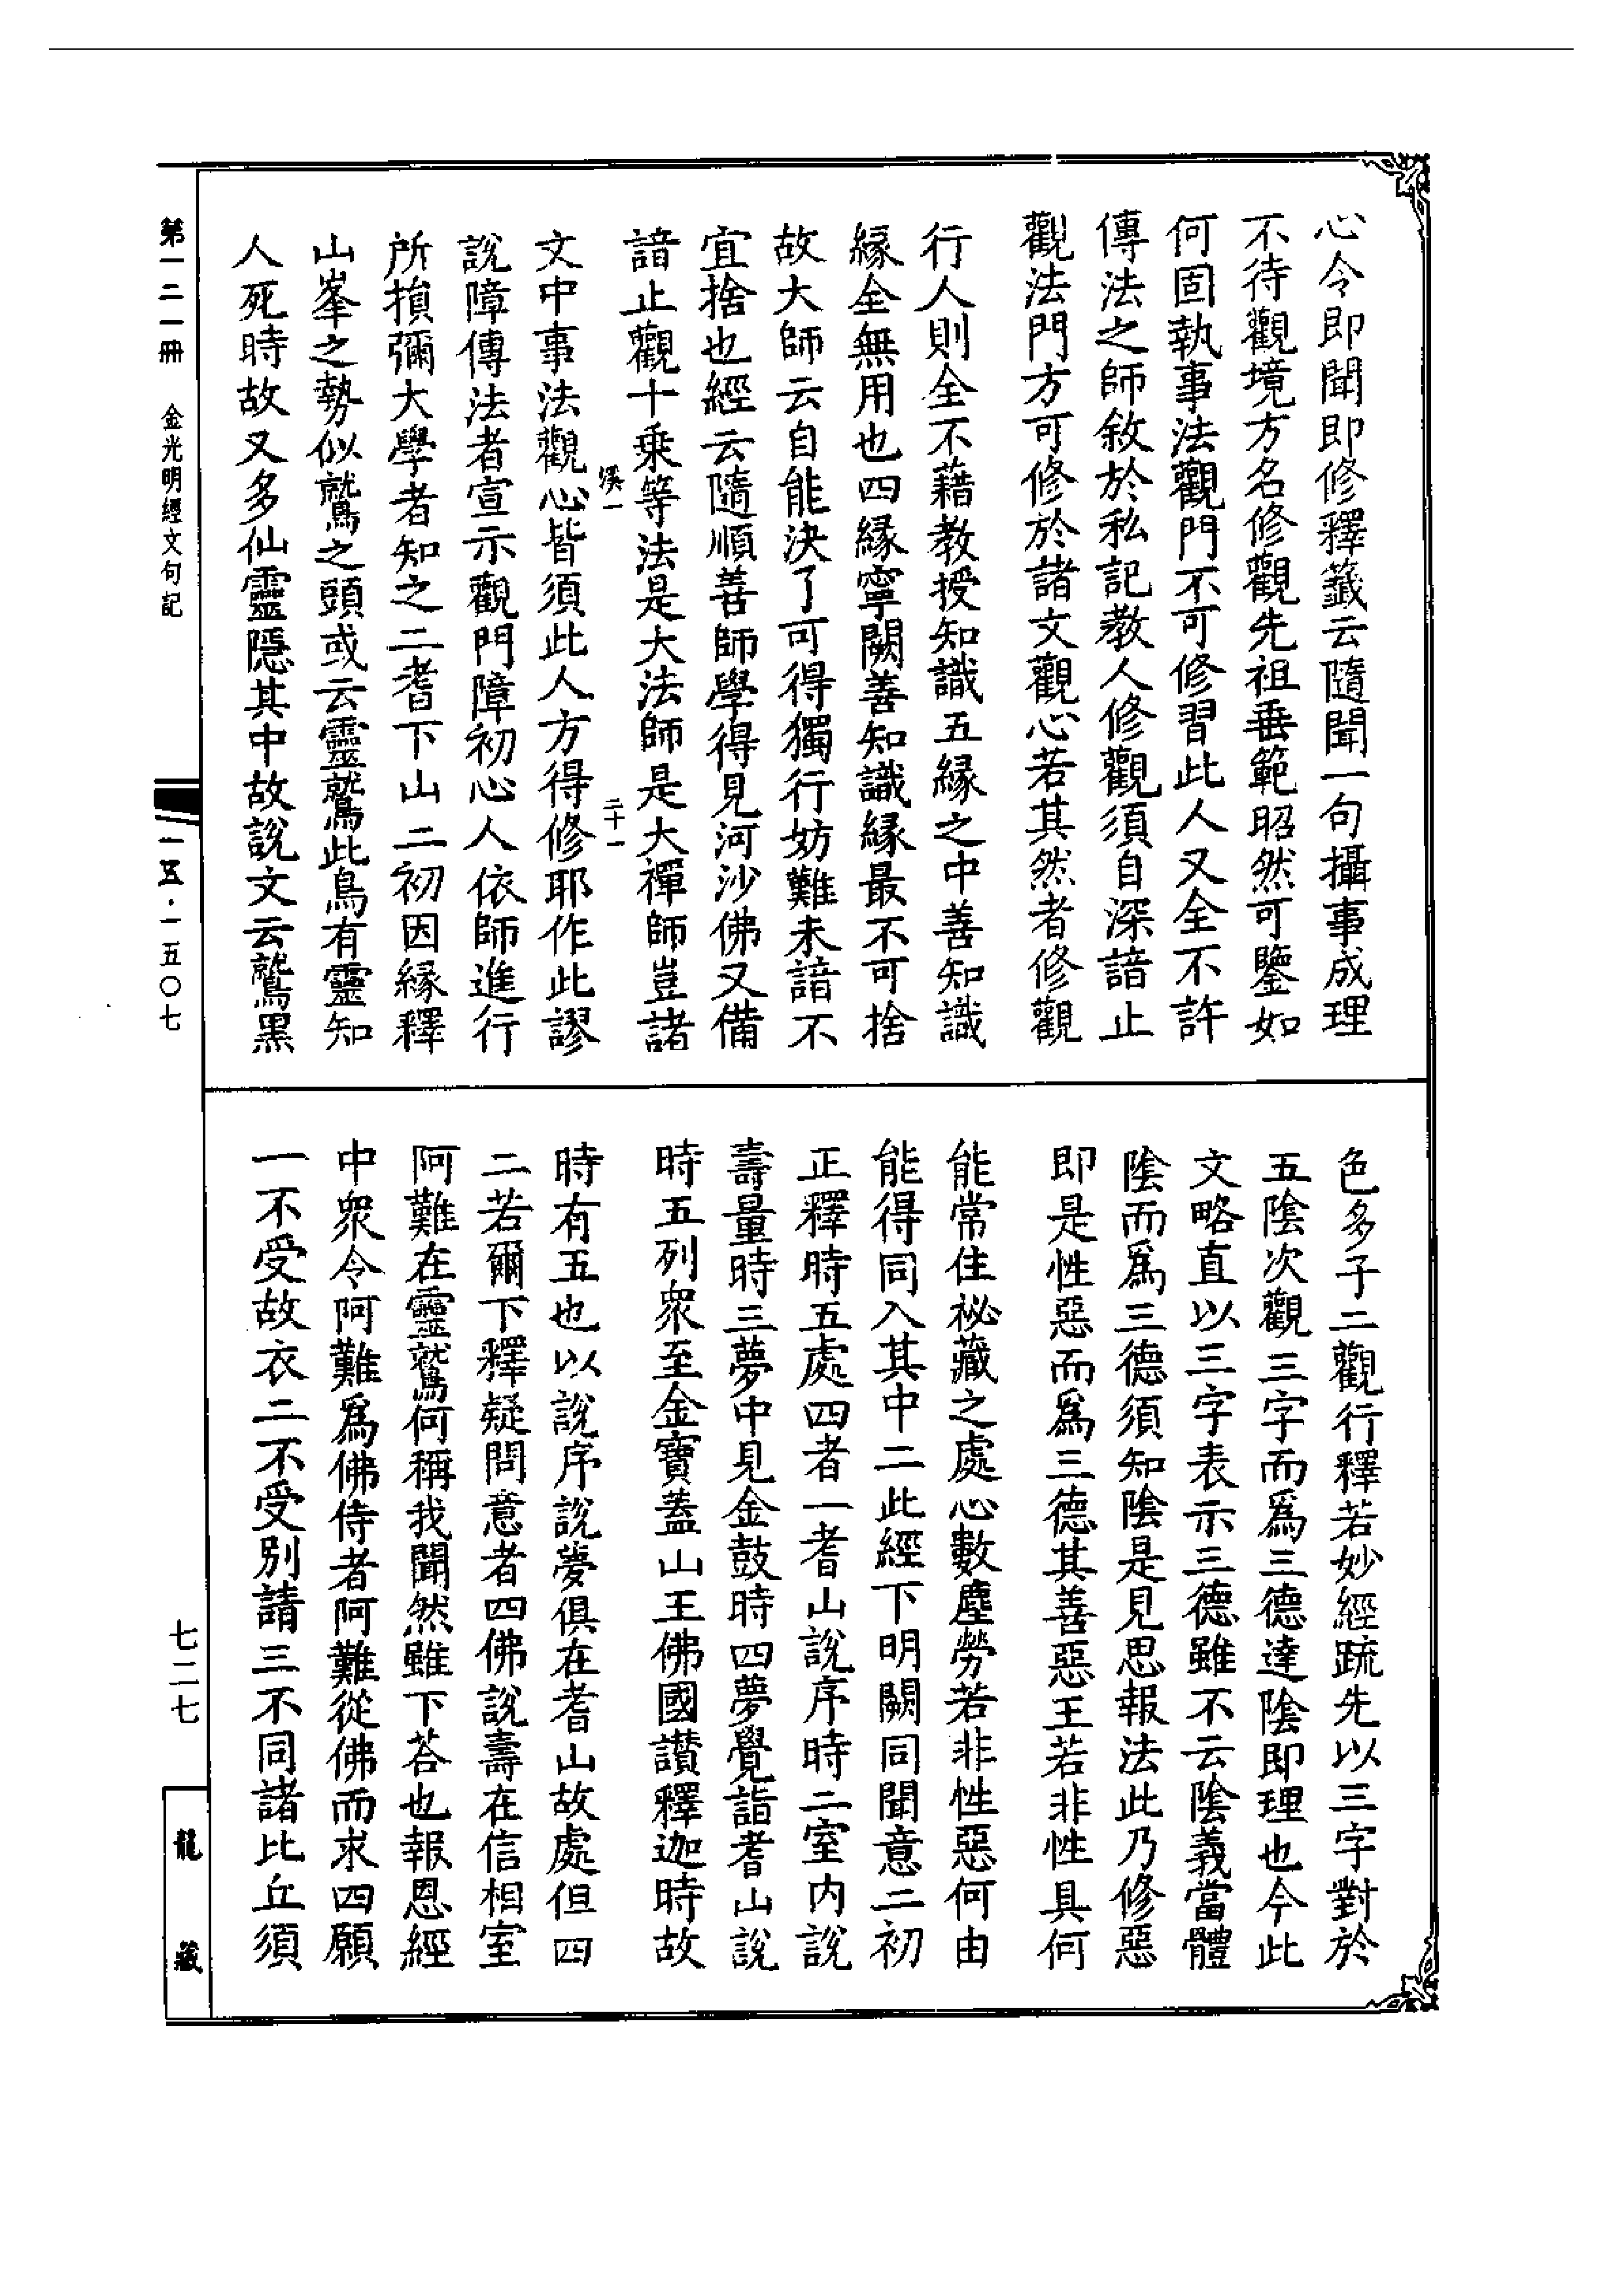 心令即聞即修釋籤云隨聞一句攝事成理
不待觀境方名修觀先祖垂範昭然可鑒如
何固執事法觀門不可修習此人又全不許
傳法之師敘於私記教人修觀須自深諳止
觀法門方可修於諸文觀心若其然者修觀
行人則全不藉教授知識五緣之中善知識
緣全無用也四緣寧闕善知識緣最不可捨
故大師云自能決了可得獨行妨難未諳不
宜捨也經云隨順善師學得見河沙佛又備
諳止觀十乘等法是大法師是大禪師豈諸
溪一 二十一
文中事法觀心皆須此人方得修耶作此謬
說障傳法者宣示觀門障初心人依師進行
所損彌大學者知之二耆下山二初因緣釋
山峯之勢似鷲之頭或云靈鷲此鳥有靈知
人死時故又多仙靈隱其中故說文云鷲黑
色多子二觀行釋若妙經疏先以三字對於
五陰次觀三字而爲三德達陰即理也今此
文略直以三字表示三德雖不云陰義當體
陰而爲三德須知陰是見思報法此乃修惡
即是性惡而爲三德其善惡王若非性具何
能常住祕藏之處心數塵勞若非性惡何由
能得同入其中二此經下明闕同聞意二初
正釋時五處四者一耆山說序時二室內說
壽量時三夢中見金鼓時四夢覺詣耆山說
時五列衆至金寶蓋山王佛國讃釋迦時故
時有五也以說序說夢俱在耆山故處但四
二若爾下釋疑問意者四佛說壽在信相室
阿難在靈鷲何稱我聞然雖下荅也報恩經
中衆令阿難爲佛侍者阿難從佛而求四願
一不受故衣二不受別請三不同諸比丘須
第一二一冊 金光明經文句記
一五·一五〇七
七二七
龍藏